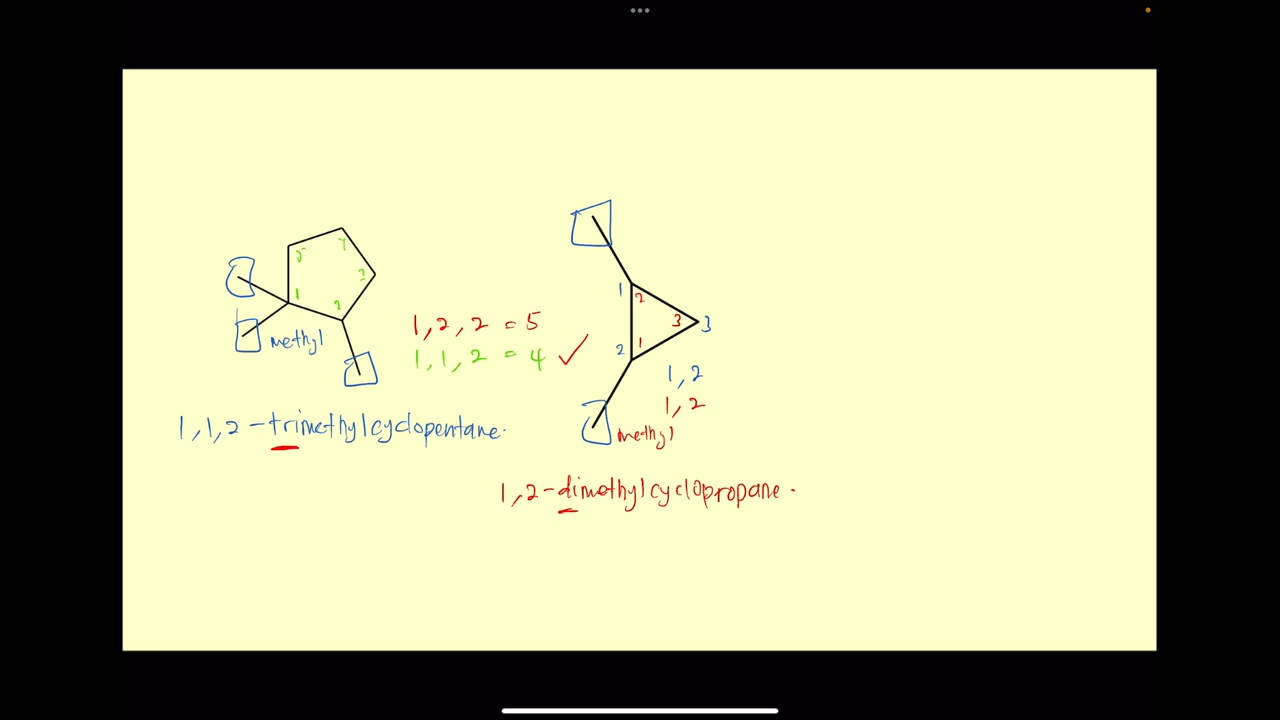 5
4
3
1
2
methyl
1,2,2 = 5
1,1,2 = 4 ✓
1,1,2-trimethylcyclopentane.
1
2
3
3
2
1
1,2
1,2
methyl
1,2-dimethylcyclopropane.